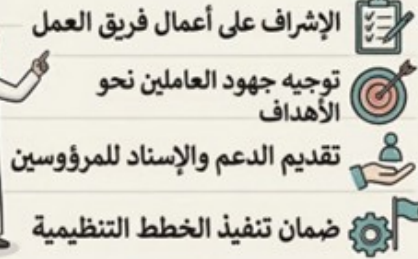 الإشراف على أعمال فريق العمل
توجيه جهود العاملين نحو
الأهداف
تقديم الدعم والإسناد للمرؤوسين
ضمان تنفيذ الخطط التنظيمية